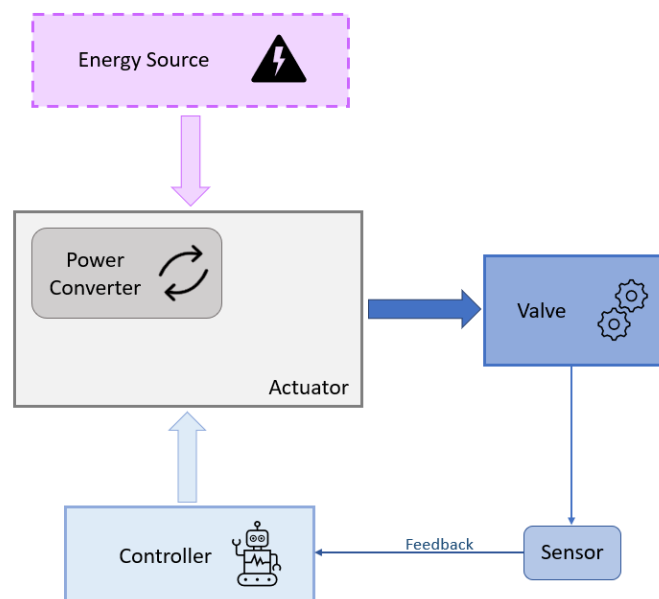 Energy Source
Power
Converter
Actuator
Valve
Controller
Feedback
Sensor